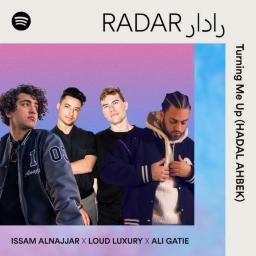 RADAR رادار
Turning Me Up (HADAL AHBEK)
ISSAM ALNAJJAR X LOUD LUXURY X ALI GATIE